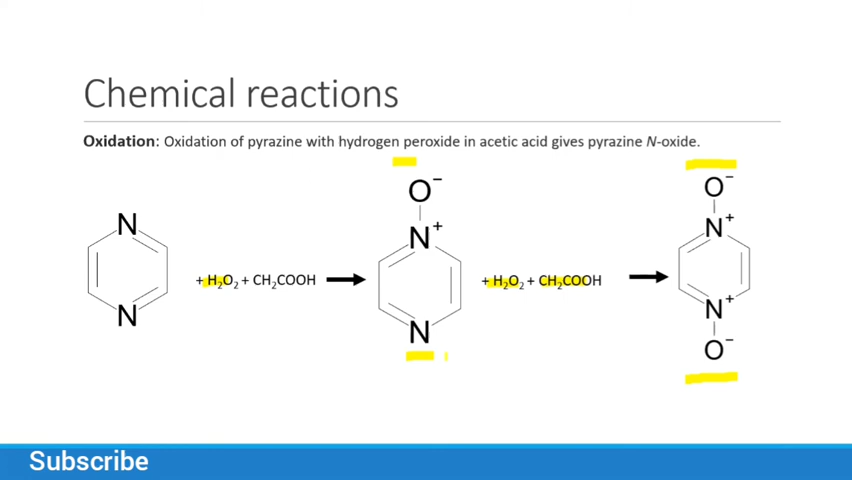 Chemical reactions
Oxidation: Oxidation of pyrazine with hydrogen peroxide in acetic acid gives pyrazine N-oxide.
O⁻
N⁺
N
O⁻
N⁺
N
+ H₂O₂ + CH₂COOH
N
+ H₂O₂ + CH₂COOH
N⁺
O⁻
Subscribe